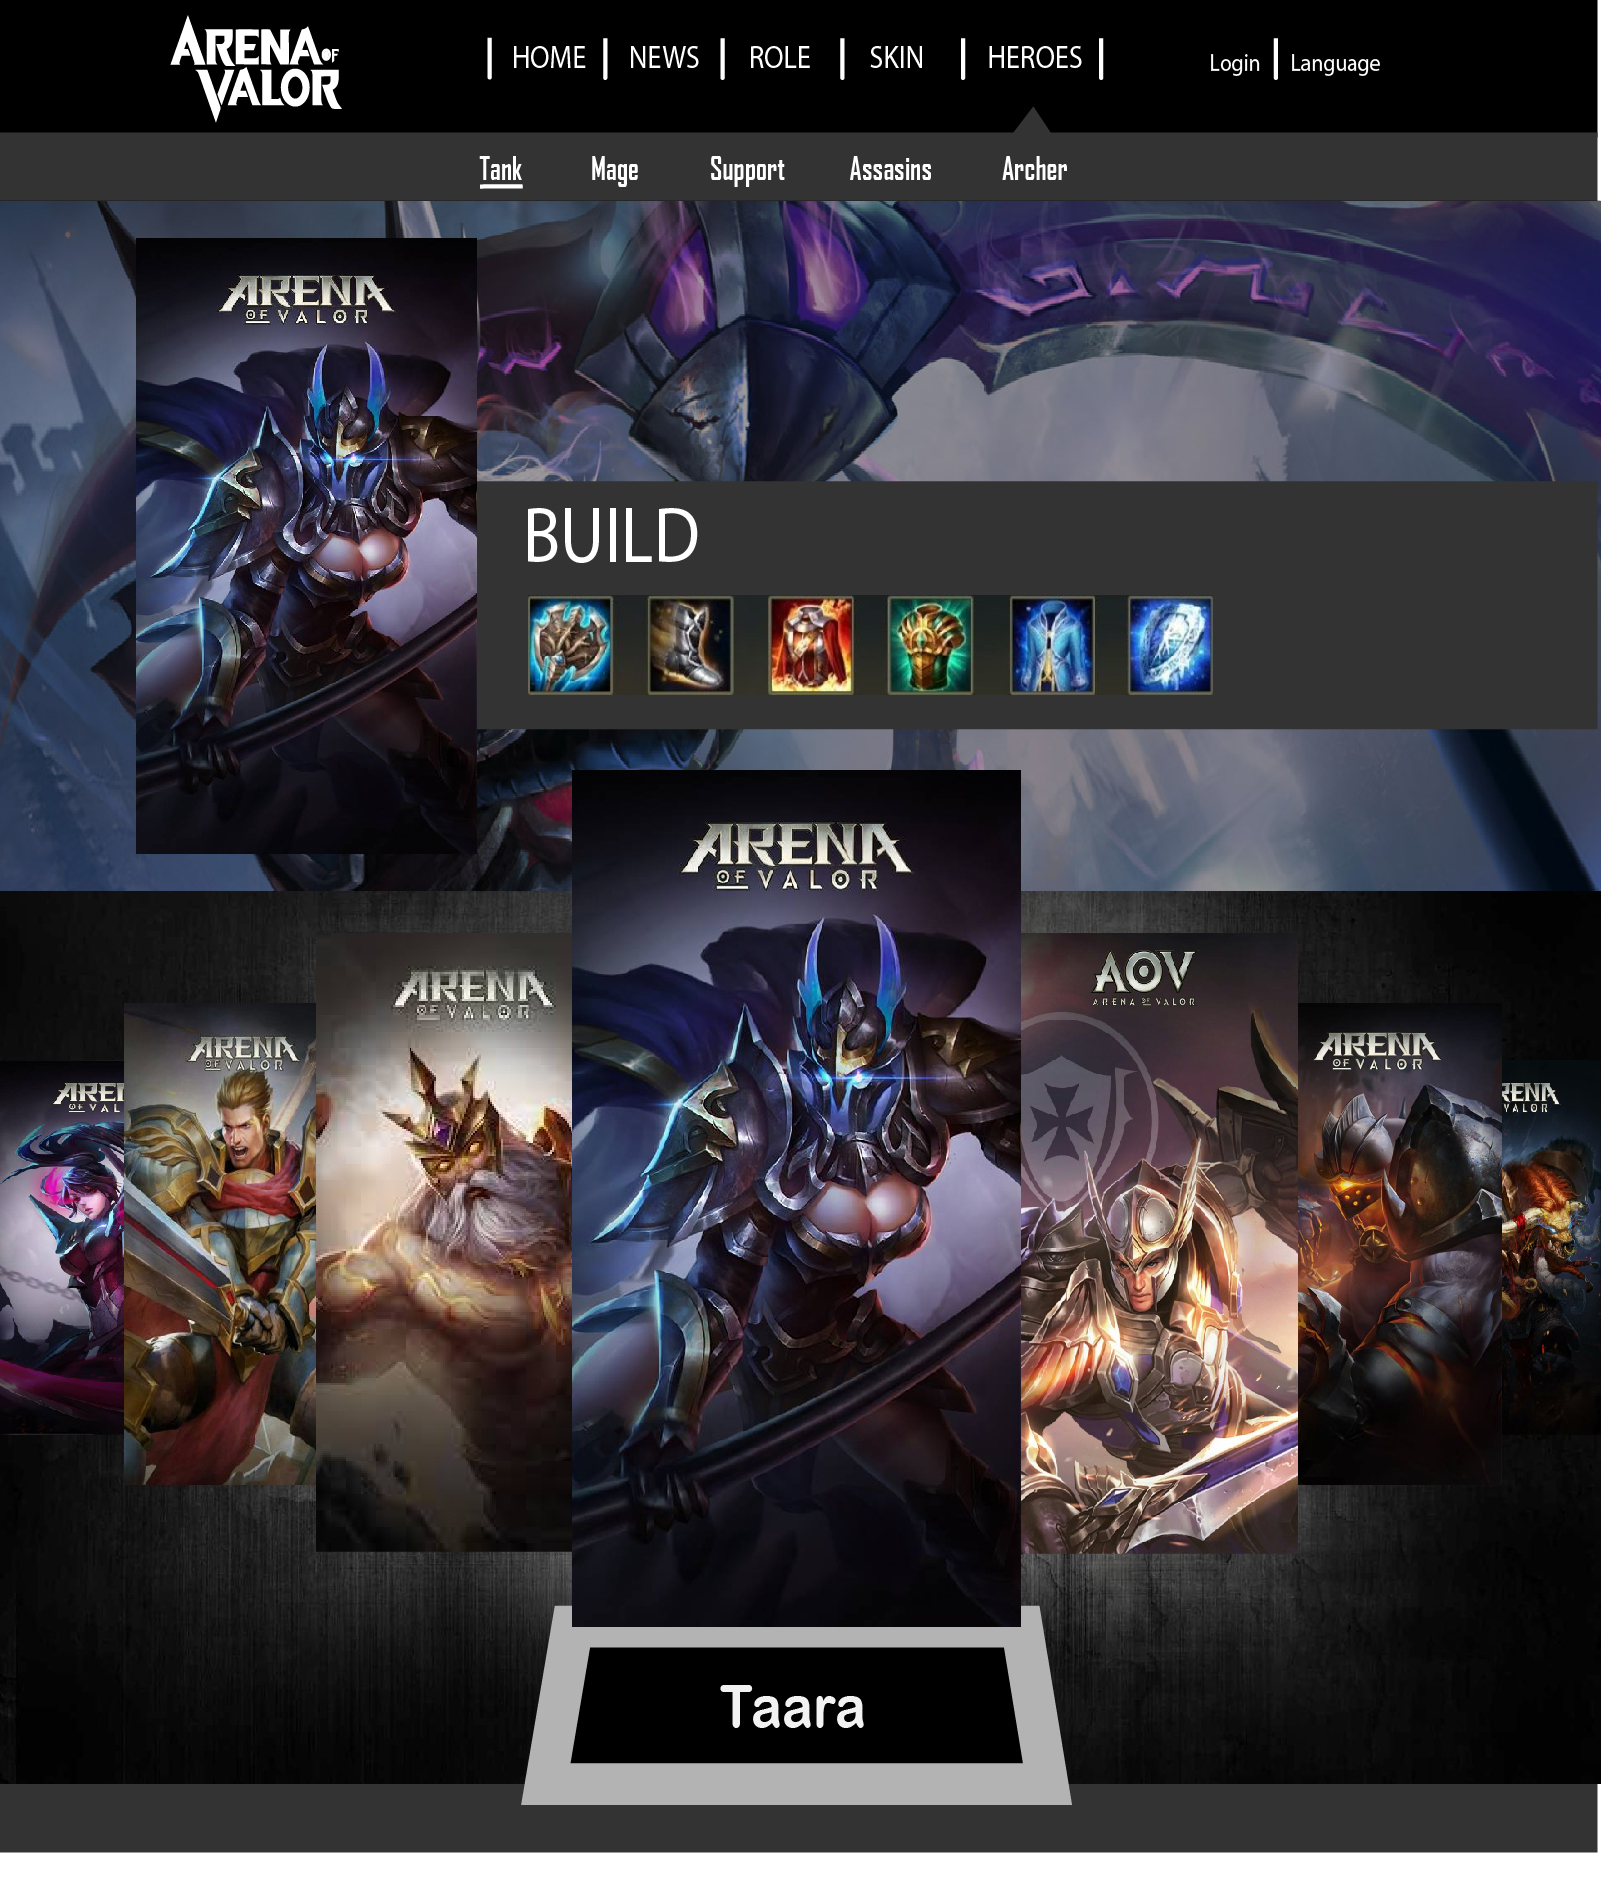 ARENA OF
VALOR
HOME NEWS ROLE SKIN HEROES
Login Language
Tank Mage Support Assasins Archer
ARENA
OF VALOR
BUILD
ARENA
OF VALOR
ARENA
OF VALOR
AOV
ARENA OF VALOR
ARENA
OF VALOR
ARENA
OF VALOR
AREN
OF VAL
RENA
VALOR
Taara